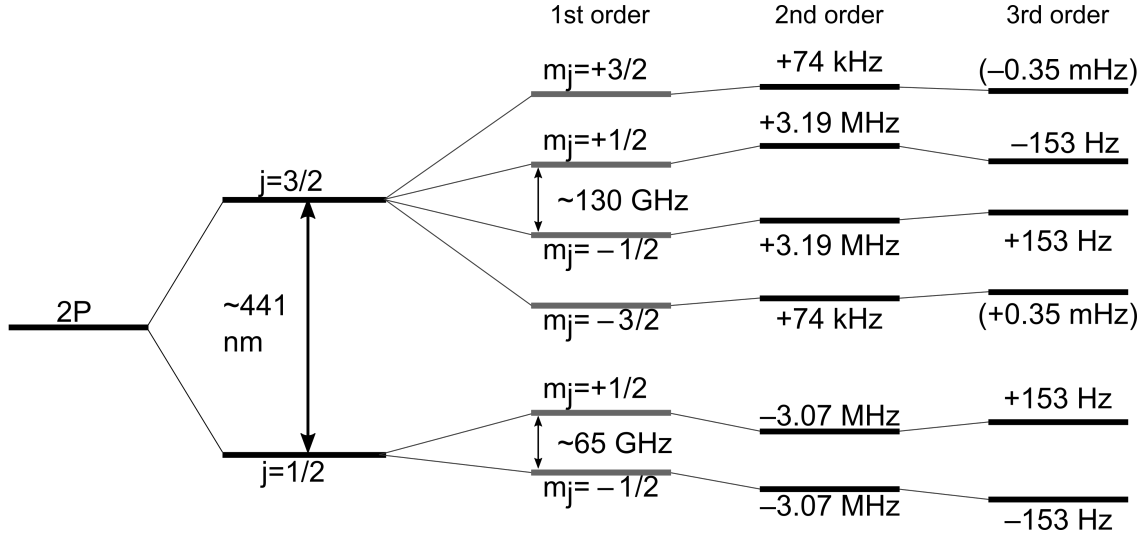 1st order
2nd order
3rd order
mj=+3/2
+74 kHz
(–0.35 mHz)
mj=+1/2
+3.19 MHz
–153 Hz
j=3/2
~130 GHz
mj= – 1/2
+3.19 MHz
+153 Hz
2P
~441
nm
mj= – 3/2
+74 kHz
(+0.35 mHz)
mj=+1/2
–3.07 MHz
+153 Hz
~65 GHz
j=1/2
mj= – 1/2
–3.07 MHz
–153 Hz